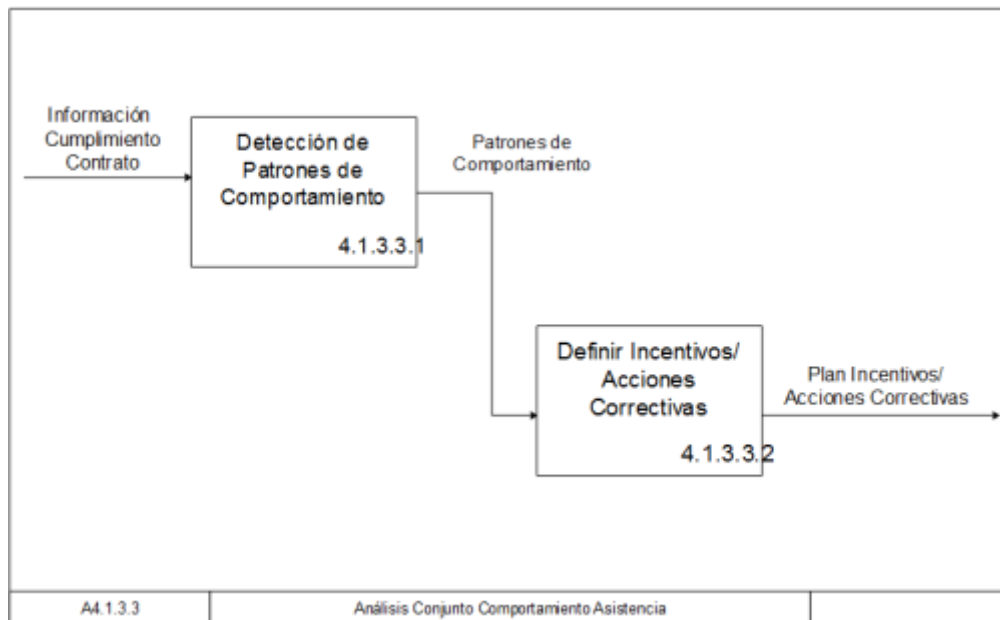 Información
Cumplimiento
Contrato
Detección de
Patrones de
Comportamiento
4.1.3.3.1
Patrones de
Comportamiento
Definir Incentivos/
Acciones
Correctivas
4.1.3.3.2
Plan Incentivos/
Acciones Correctivas
A4.1.3.3
Análisis Conjunto Comportamiento Asistencia